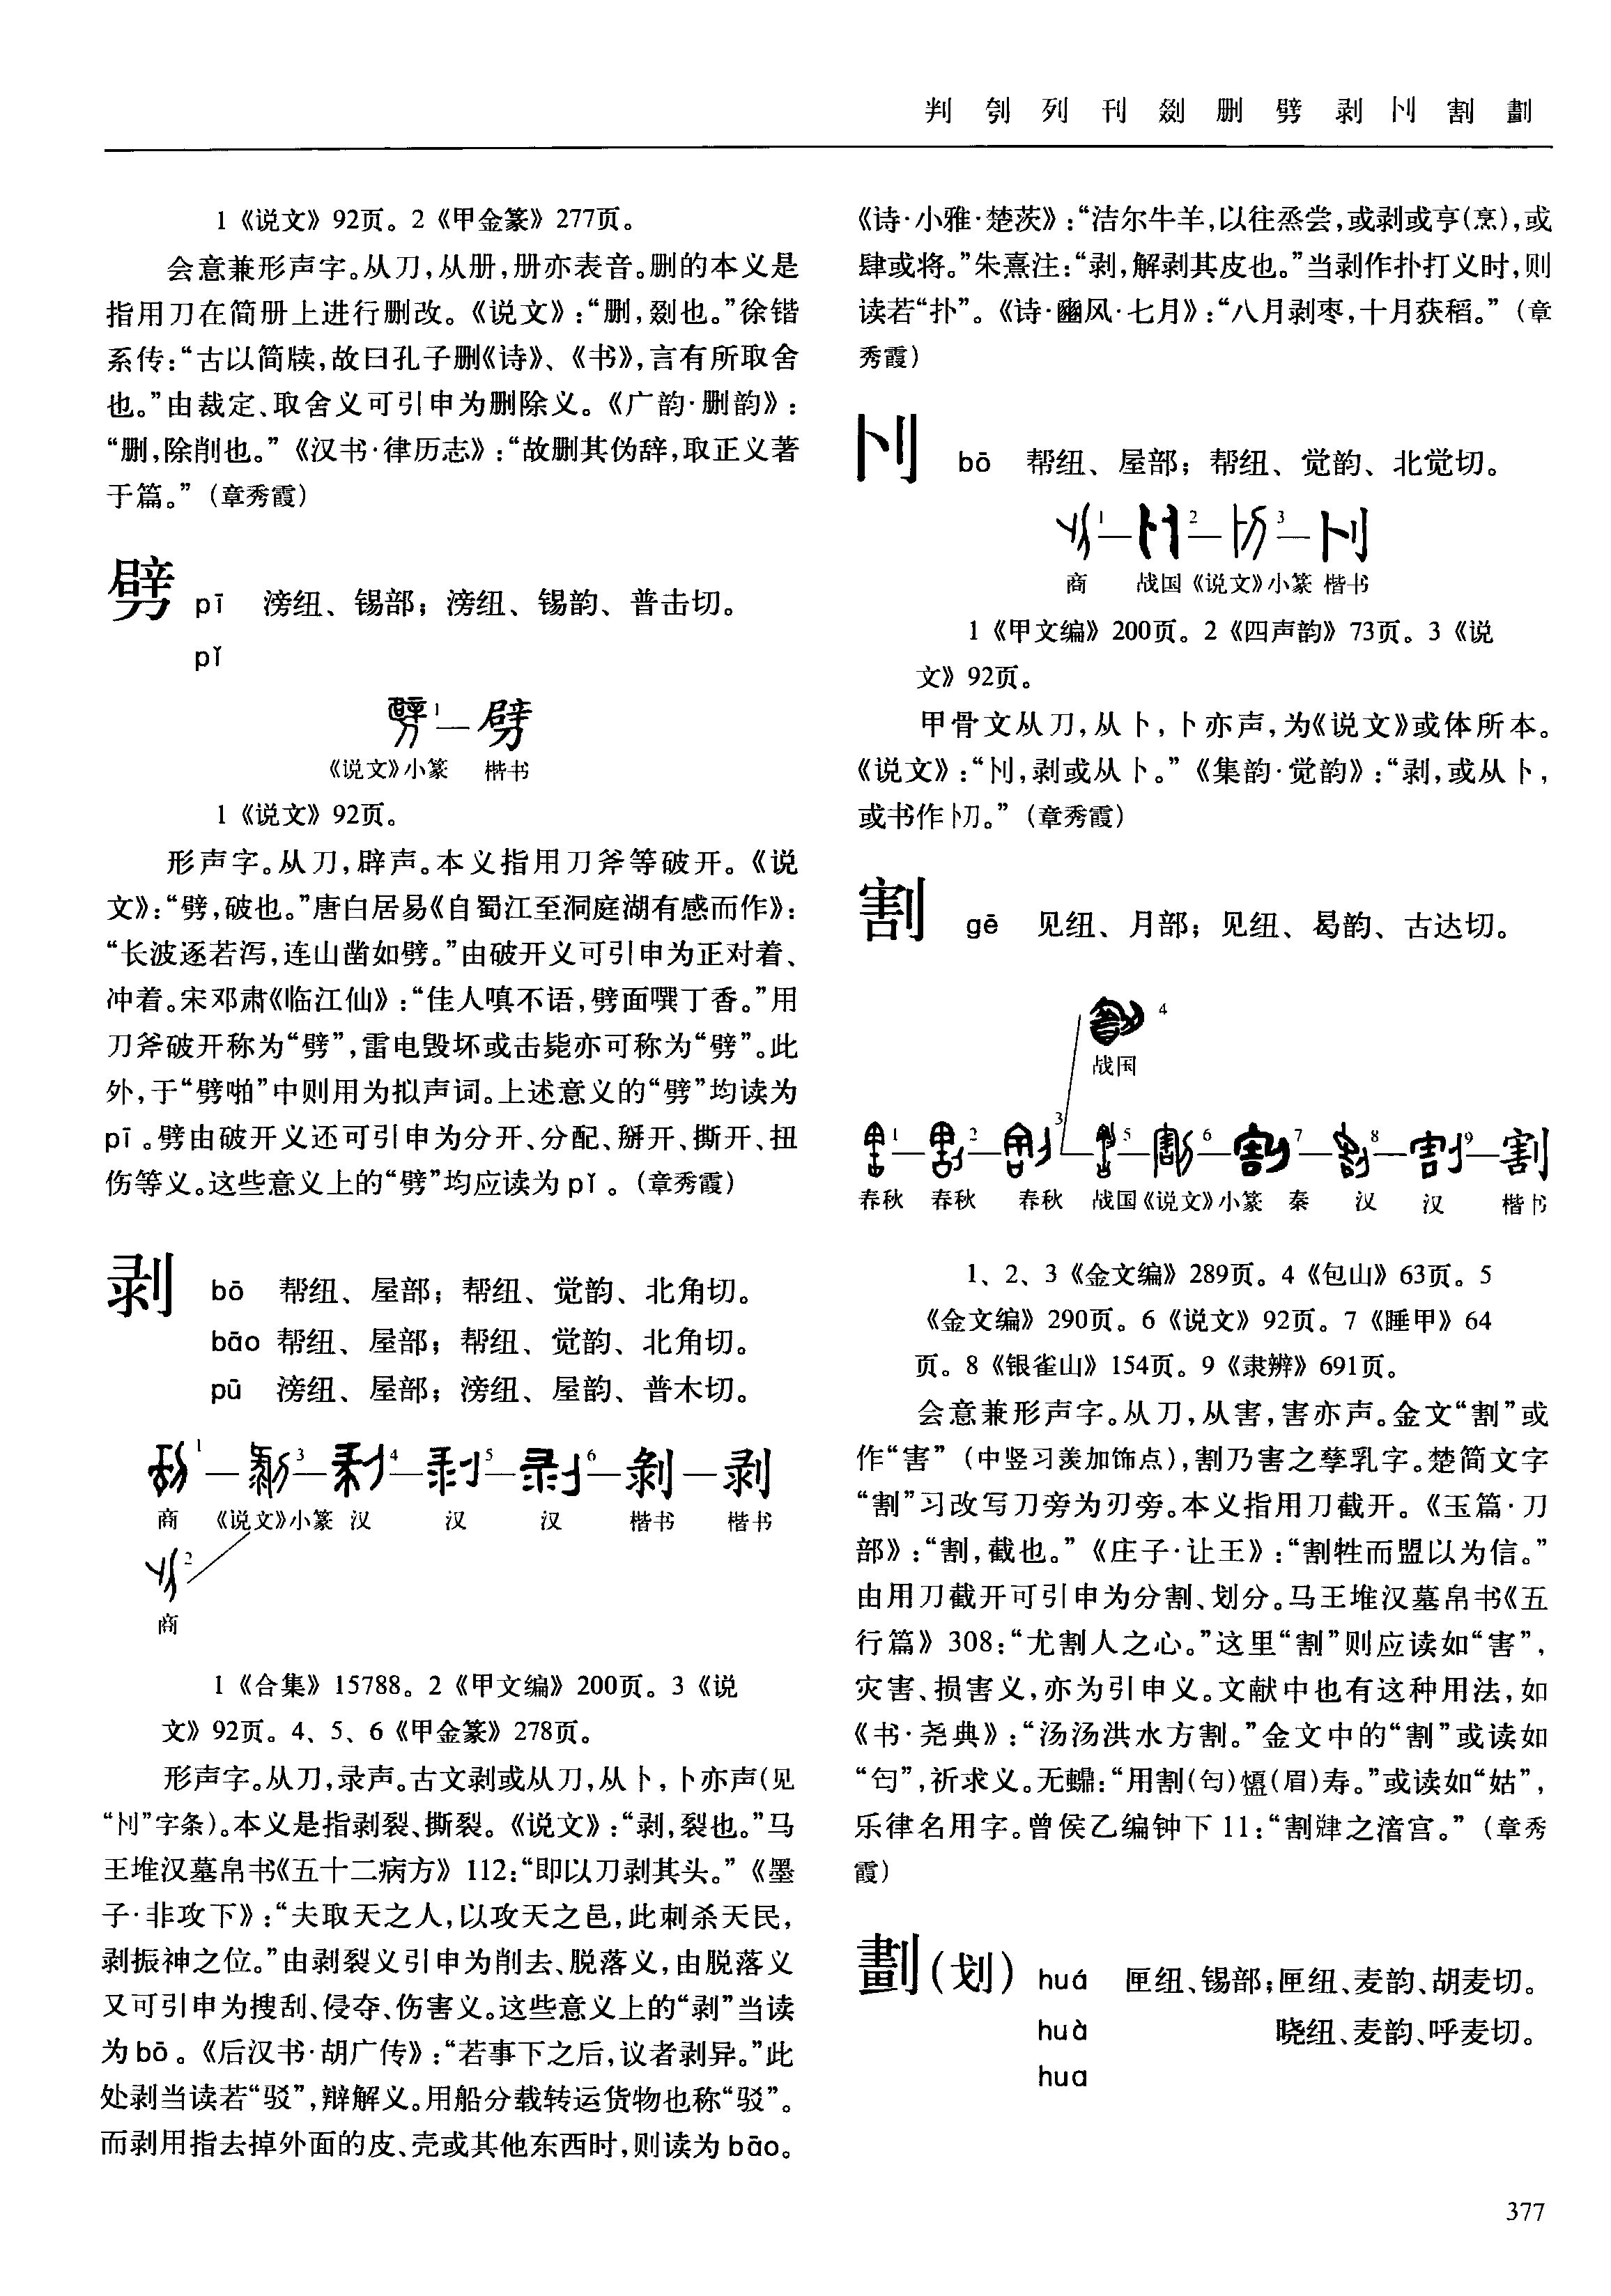 判 刳 列 刊 剟 删 劈 剥 刂 割 劃
1《说文》92页。2《甲金篆》277页。
会意兼形声字。从刀,从册,册亦表音。删的本义是
指用刀在简册上进行删改。《说文》:“删,剟也。”徐锴
系传:“古以简牍,故曰孔子删《诗》、《书》,言有所取舍
也。”由裁定、取舍义可引申为删除义。《广韵·删韵》:
“删,除削也。”《汉书·律历志》:“故删其伪辞,取正义著
于篇。”(章秀霞)
劈 pī 滂纽、锡部;滂纽、锡韵、普击切。
pǐ
1—劈
《说文》小篆 楷书
1《说文》92页。
形声字。从刀,辟声。本义指用刀斧等破开。《说
文》:“劈,破也。”唐白居易《自蜀江至洞庭湖有感而作》:
“长波逐若泻,连山凿如劈。”由破开义可引申为正对着、
冲着。宋邓肃《临江仙》:“佳人嗔不语,劈面噀丁香。”用
刀斧破开称为“劈”,雷电毁坏或击毙亦可称为“劈”。此
外,于“劈啪”中则用为拟声词。上述意义的“劈”均读为
pī。劈由破开义还可引申为分开、分配、掰开、撕开、扭
伤等义。这些意义上的“劈”均应读为pǐ。(章秀霞)
剥 bō 帮纽、屋部;帮纽、觉韵、北角切。
bāo 帮纽、屋部;帮纽、觉韵、北角切。
pū 滂纽、屋部;滂纽、屋韵、普木切。
1—3—4—5—6—剝—剥
商 《说文》小篆 汉 汉 汉 楷书 楷书
2
商
1《合集》15788。2《甲文编》200页。3《说
文》92页。4、5、6《甲金篆》278页。
形声字。从刀,录声。古文剥或从刀,从卜,卜亦声(见
“刂”字条)。本义是指剥裂、撕裂。《说文》:“剥,裂也。”马
王堆汉墓帛书《五十二病方》112:“即以刀剥其头。”《墨
子·非攻下》:“夫取天之人,以攻天之邑,此刺杀天民,
剥振神之位。”由剥裂义引申为削去、脱落义,由脱落义
又可引申为搜刮、侵夺、伤害义。这些意义上的“剥”当读
为bō。《后汉书·胡广传》:“若事下之后,议者剥异。”此
处剥当读若“驳”,辩解义。用船分载转运货物也称“驳”。
而剥用指去掉外面的皮、壳或其他东西时,则读为bāo。
《诗·小雅·楚茨》:“洁尔牛羊,以往烝尝,或剥或亨(烹),或
肆或将。”朱熹注:“剥,解剥其皮也。”当剥作扑打义时,则
读若“扑”。《诗·豳风·七月》:“八月剥枣,十月获稻。”(章
秀霞)
bō 帮纽、屋部;帮纽、觉韵、北觉切。
1—2—3—
商 战国《说文》小篆 楷书
1《甲文编》200页。2《四声韵》73页。3《说
文》92页。
甲骨文从刀,从卜,卜亦声,为《说文》或体所本。
《说文》:“,剥或从卜。”《集韵·觉韵》:“剥,或从卜,
或书作。”(章秀霞)
割 gē 见纽、月部;见纽、曷韵、古达切。
4
战国
1—2—3—5—6—7—8—9—割
春秋 春秋 春秋 战国《说文》小篆 秦 汉 汉 楷书
1、2、3《金文编》289页。4《包山》63页。5
《金文编》290页。6《说文》92页。7《睡甲》64
页。8《银雀山》154页。9《隶辨》691页。
会意兼形声字。从刀,从害,害亦声。金文“割”或
作“害”(中竖习羡加饰点),割乃害之孳乳字。楚简文字
“割”习改写刀旁为刃旁。本义指用刀截开。《玉篇·刀
部》:“割,截也。”《庄子·让王》:“割牲而盟以为信。”
由用刀截开可引申为分割、划分。马王堆汉墓帛书《五
行篇》308:“尤割人之心。”这里“割”则应读如“害”,
灾害、损害义,亦为引申义。文献中也有这种用法,如
《书·尧典》:“汤汤洪水方割。”金文中的“割”或读如
“匄”,祈求义。无鼎:“用割(匄)(眉)寿。”或读如“姑”,
乐律名用字。曾侯乙编钟下11:“割之宫。”(章秀
霞)
劃(划) huá 匣纽、锡部;匣纽、麦韵、胡麦切。
huà 晓纽、麦韵、呼麦切。
hua
377